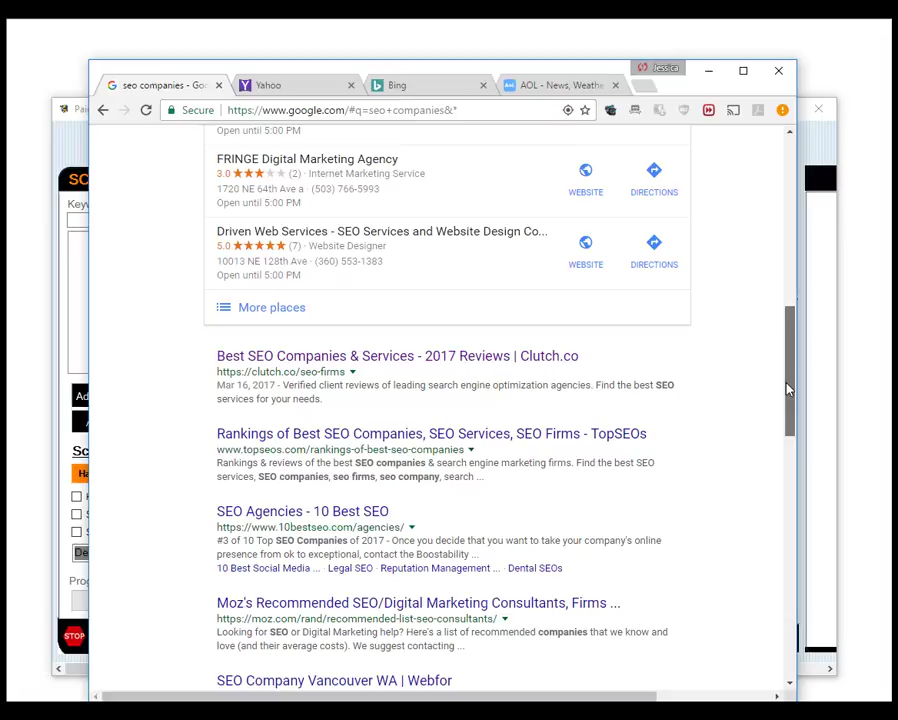 Jessica
seo companies - Goo
Yahoo
Bing
AOL - News, Weathe
Secure
https://www.google.com/#q=seo+companies&*
Open until 5:00 PM
FRINGE Digital Marketing Agency
3.0 ★★★ (2) · Internet Marketing Service
1720 NE 64th Ave a · (503) 766-5993
Open until 5:00 PM
WEBSITE
DIRECTIONS
Driven Web Services - SEO Services and Website Design Co...
5.0 ★★★★★ (7) · Website Designer
10013 NE 128th Ave · (360) 553-1383
Open until 5:00 PM
WEBSITE
DIRECTIONS
More places
Best SEO Companies & Services - 2017 Reviews | Clutch.co
https://clutch.co/seo-firms
Mar 16, 2017 - Verified client reviews of leading search engine optimization agencies. Find the best SEO
services for your needs.
Rankings of Best SEO Companies, SEO Services, SEO Firms - TopSEOs
www.topseos.com/rankings-of-best-seo-companies
Rankings & reviews of the best SEO companies & search engine marketing firms. Find the best SEO
services, SEO companies, seo firms, seo company, search ...
SEO Agencies - 10 Best SEO
https://www.10bestseo.com/agencies/
#3 of 10 Top SEO Companies of 2017 - Once you decide that you want to take your company's online
presence from ok to exceptional, contact the Boostability ...
10 Best Social Media ... · Legal SEO · Reputation Management ... · Dental SEOs
Moz's Recommended SEO/Digital Marketing Consultants, Firms ...
https://moz.com/rand/recommended-list-seo-consultants/
Looking for SEO or Digital Marketing help? Here's a list of recommended companies that we know and
love (and their average costs). We suggest contacting ...
SEO Company Vancouver WA | Webfor
Pai
SC
Keyw
Ad
Sc
Ha
De
Prog
STOP